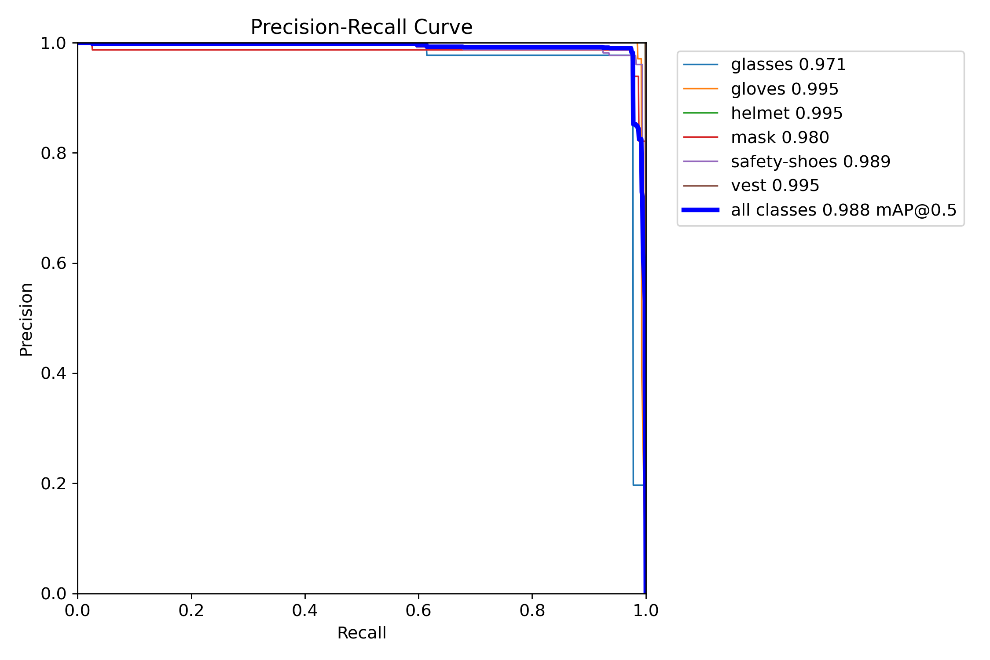 Precision-Recall Curve
1.0
0.8
0.6
0.4
0.2
0.0
Precision
0.0 0.2 0.4 0.6 0.8 1.0
Recall
glasses 0.971
gloves 0.995
helmet 0.995
mask 0.980
safety-shoes 0.989
vest 0.995
all classes 0.988 mAP@0.5